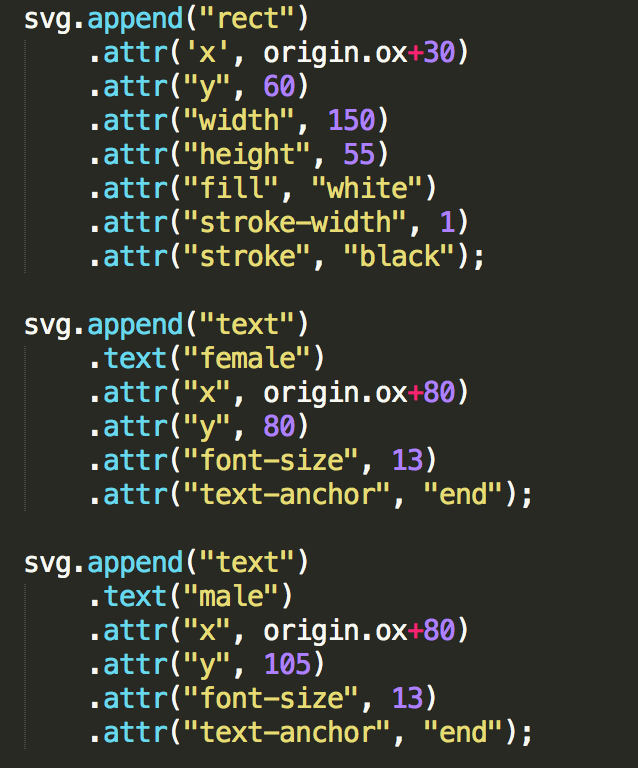 svg.append("rect")
.attr('x', origin.ox+30)
.attr("y", 60)
.attr("width", 150)
.attr("height", 55)
.attr("fill", "white")
.attr("stroke-width", 1)
.attr("stroke", "black");
svg.append("text")
.text("female")
.attr("x", origin.ox+80)
.attr("y", 80)
.attr("font-size", 13)
.attr("text-anchor", "end");
svg.append("text")
.text("male")
.attr("x", origin.ox+80)
.attr("y", 105)
.attr("font-size", 13)
.attr("text-anchor", "end");